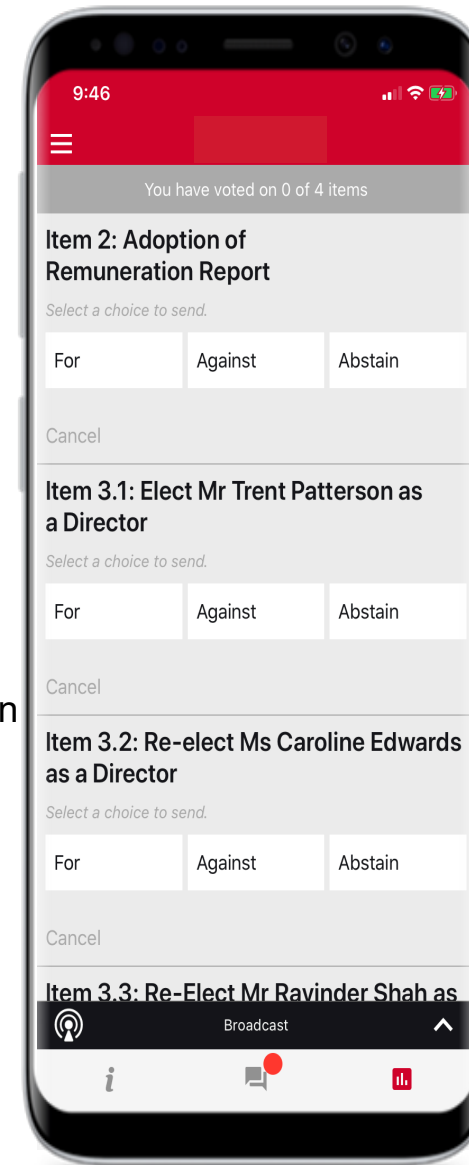 9:46
You have voted on 0 of 4 items
Item 2: Adoption of
Remuneration Report
Select a choice to send.
For Against Abstain
Cancel
Item 3.1: Elect Mr Trent Patterson as
a Director
Select a choice to send.
For Against Abstain
Cancel
n
Item 3.2: Re-elect Ms Caroline Edwards
as a Director
Select a choice to send.
For Against Abstain
Cancel
Item 3.3: Re-Elect Mr Ravinder Shah as
Broadcast
i